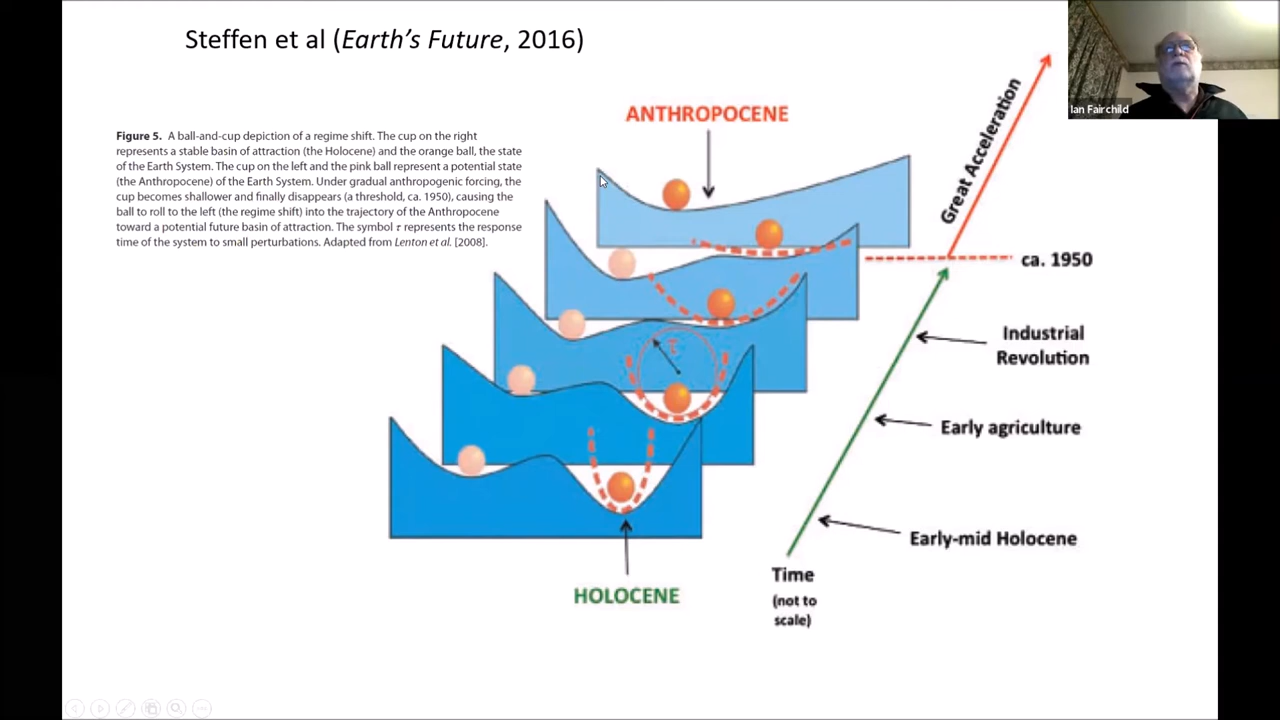 Steffen et al (Earth's Future, 2016)
Ian Fairchild
Figure 5. A ball-and-cup depiction of a regime shift. The cup on the right
represents a stable basin of attraction (the Holocene) and the orange ball, the state
of the Earth System. The cup on the left and the pink ball represent a potential state
(the Anthropocene) of the Earth System. Under gradual anthropogenic forcing, the
cup becomes shallower and finally disappears (a threshold, ca. 1950), causing the
ball to roll to the left (the regime shift) into the trajectory of the Anthropocene
toward a potential future basin of attraction. The symbol τ represents the response
time of the system to small perturbations. Adapted from Lenton et al. [2008].
ANTHROPOCENE
Great Acceleration
ca. 1950
Industrial
Revolution
τ
Early agriculture
Early-mid Holocene
HOLOCENE
Time
(not to
scale)